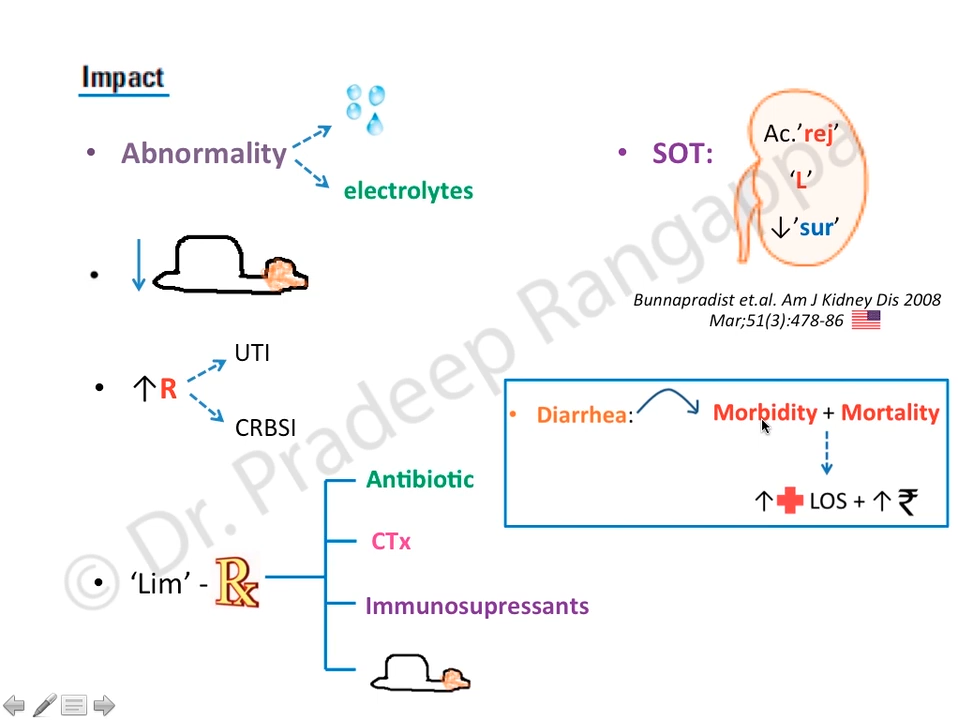 Impact
• Abnormality
electrolytes
•
• ↑R
UTI
CRBSI
• 'Lim' - Rx
Antibiotic
CTx
Immunosupressants
• SOT:
Ac.'rej'
'L'
↓'sur'
Bunnapradist et.al. Am J Kidney Dis 2008
Mar;51(3):478-86
• Diarrhea: Morbidity + Mortality
↑ LOS + ↑ ₹
© Dr. Pradeep Rangappa